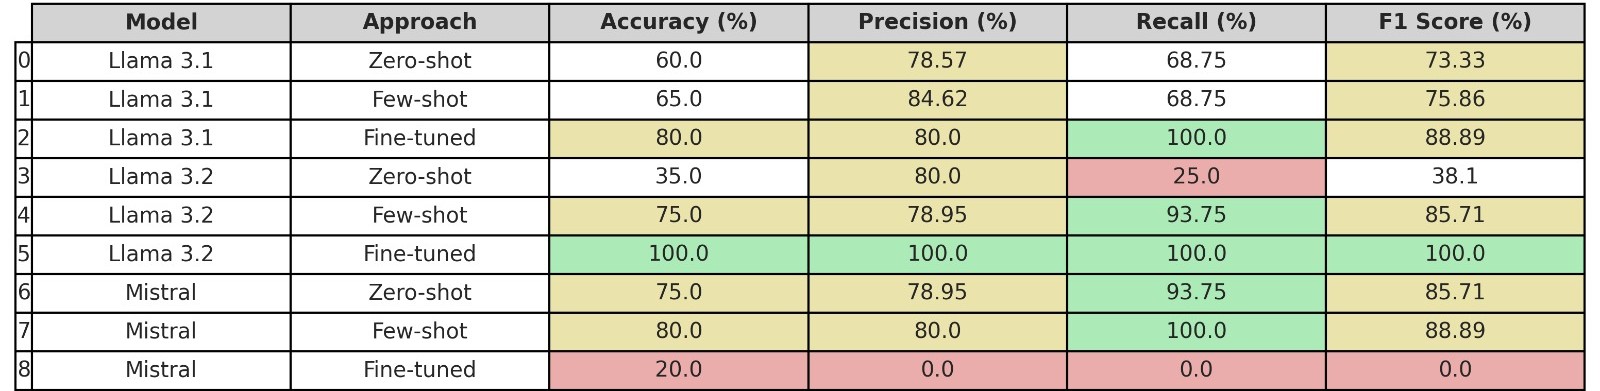 Model Approach Accuracy (%) Precision (%) Recall (%) F1 Score (%)
0 Llama 3.1 Zero-shot 60.0 78.57 68.75 73.33
1 Llama 3.1 Few-shot 65.0 84.62 68.75 75.86
2 Llama 3.1 Fine-tuned 80.0 80.0 100.0 88.89
3 Llama 3.2 Zero-shot 35.0 80.0 25.0 38.1
4 Llama 3.2 Few-shot 75.0 78.95 93.75 85.71
5 Llama 3.2 Fine-tuned 100.0 100.0 100.0 100.0
6 Mistral Zero-shot 75.0 78.95 93.75 85.71
7 Mistral Few-shot 80.0 80.0 100.0 88.89
8 Mistral Fine-tuned 20.0 0.0 0.0 0.0